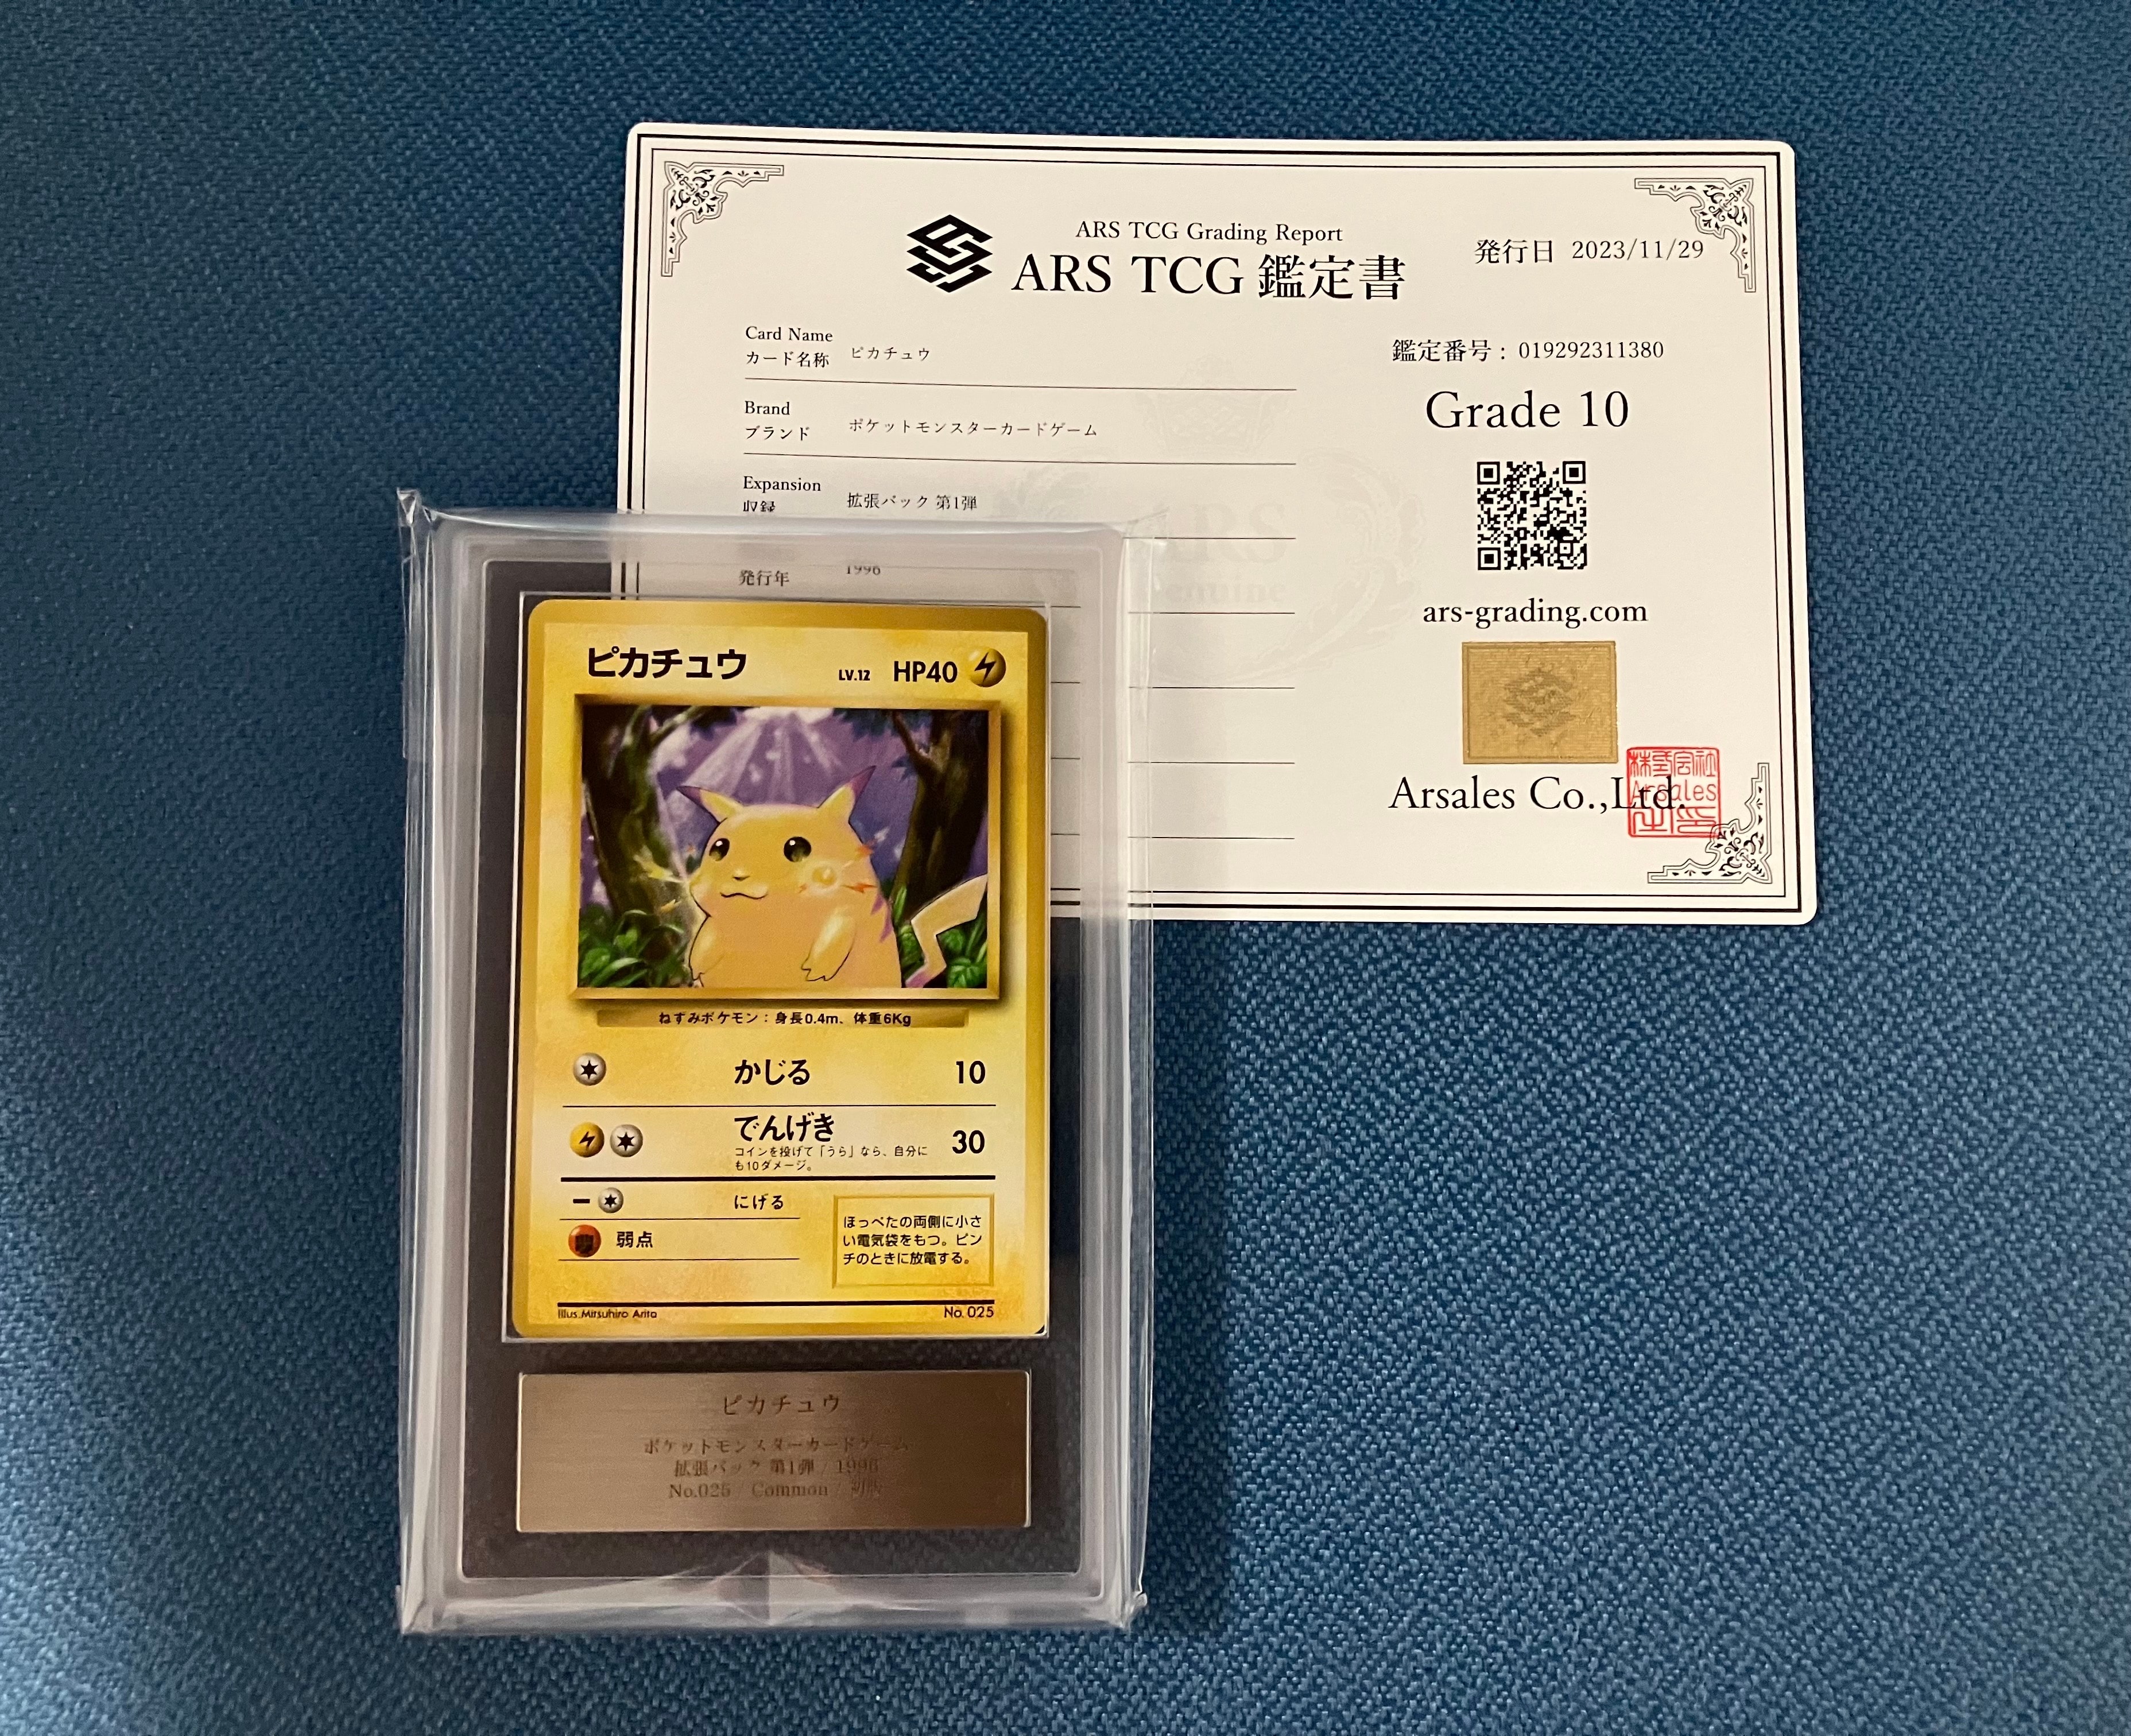 ARS TCG Grading Report
ARS TCG 鑑定書
発行日 2023/11/29
Card Name
カード名称 ピカチュウ
Brand
ブランド ポケットモンスターカードゲーム
Expansion
収録 拡張パック 第1弾
発行年 1996
鑑定番号 : 019292311380
Grade 10
ars-grading.com
Arsales Co.,Ltd.
株式会社
Arsales
ARS
Genuine
ピカチュウ LV.12 HP40
ねずみポケモン：身長0.4m、体重6Kg
かじる 10
でんげき 30
コインを投げて「うら」なら、自分に
も10ダメージ。
にげる
弱点
ほっぺたの両側に小さ
い電気袋をもつ。ピン
チのときに放電する。
Illus.Mitsuhiro Arita No. 025
ピカチュウ
ポケットモンスターカードゲーム
拡張パック 第1弾 / 1996
No.025 / Common / 初版